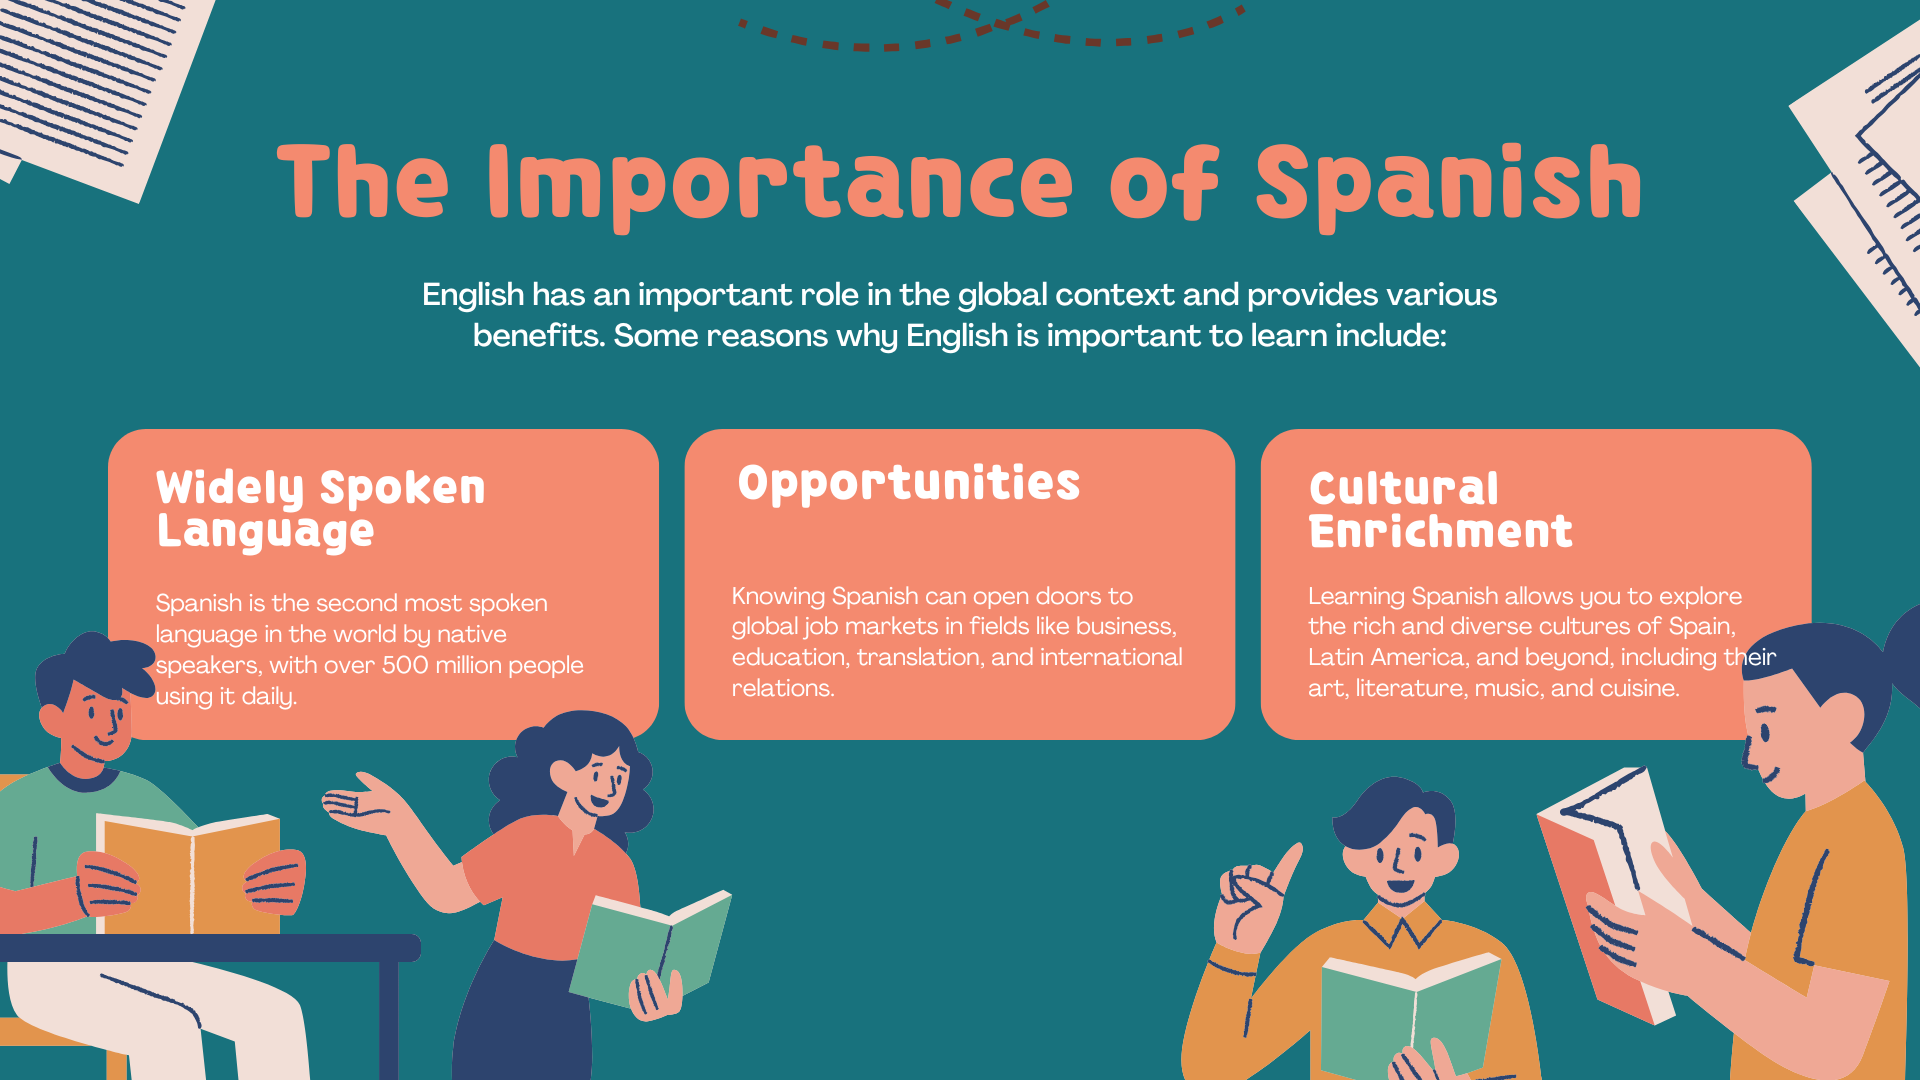 The Importance of Spanish
English has an important role in the global context and provides various
benefits. Some reasons why English is important to learn include:
Widely Spoken
Language
Spanish is the second most spoken
language in the world by native
speakers, with over 500 million people
using it daily.
Opportunities
Knowing Spanish can open doors to
global job markets in fields like business,
education, translation, and international
relations.
Cultural
Enrichment
Learning Spanish allows you to explore
the rich and diverse cultures of Spain,
Latin America, and beyond, including their
art, literature, music, and cuisine.